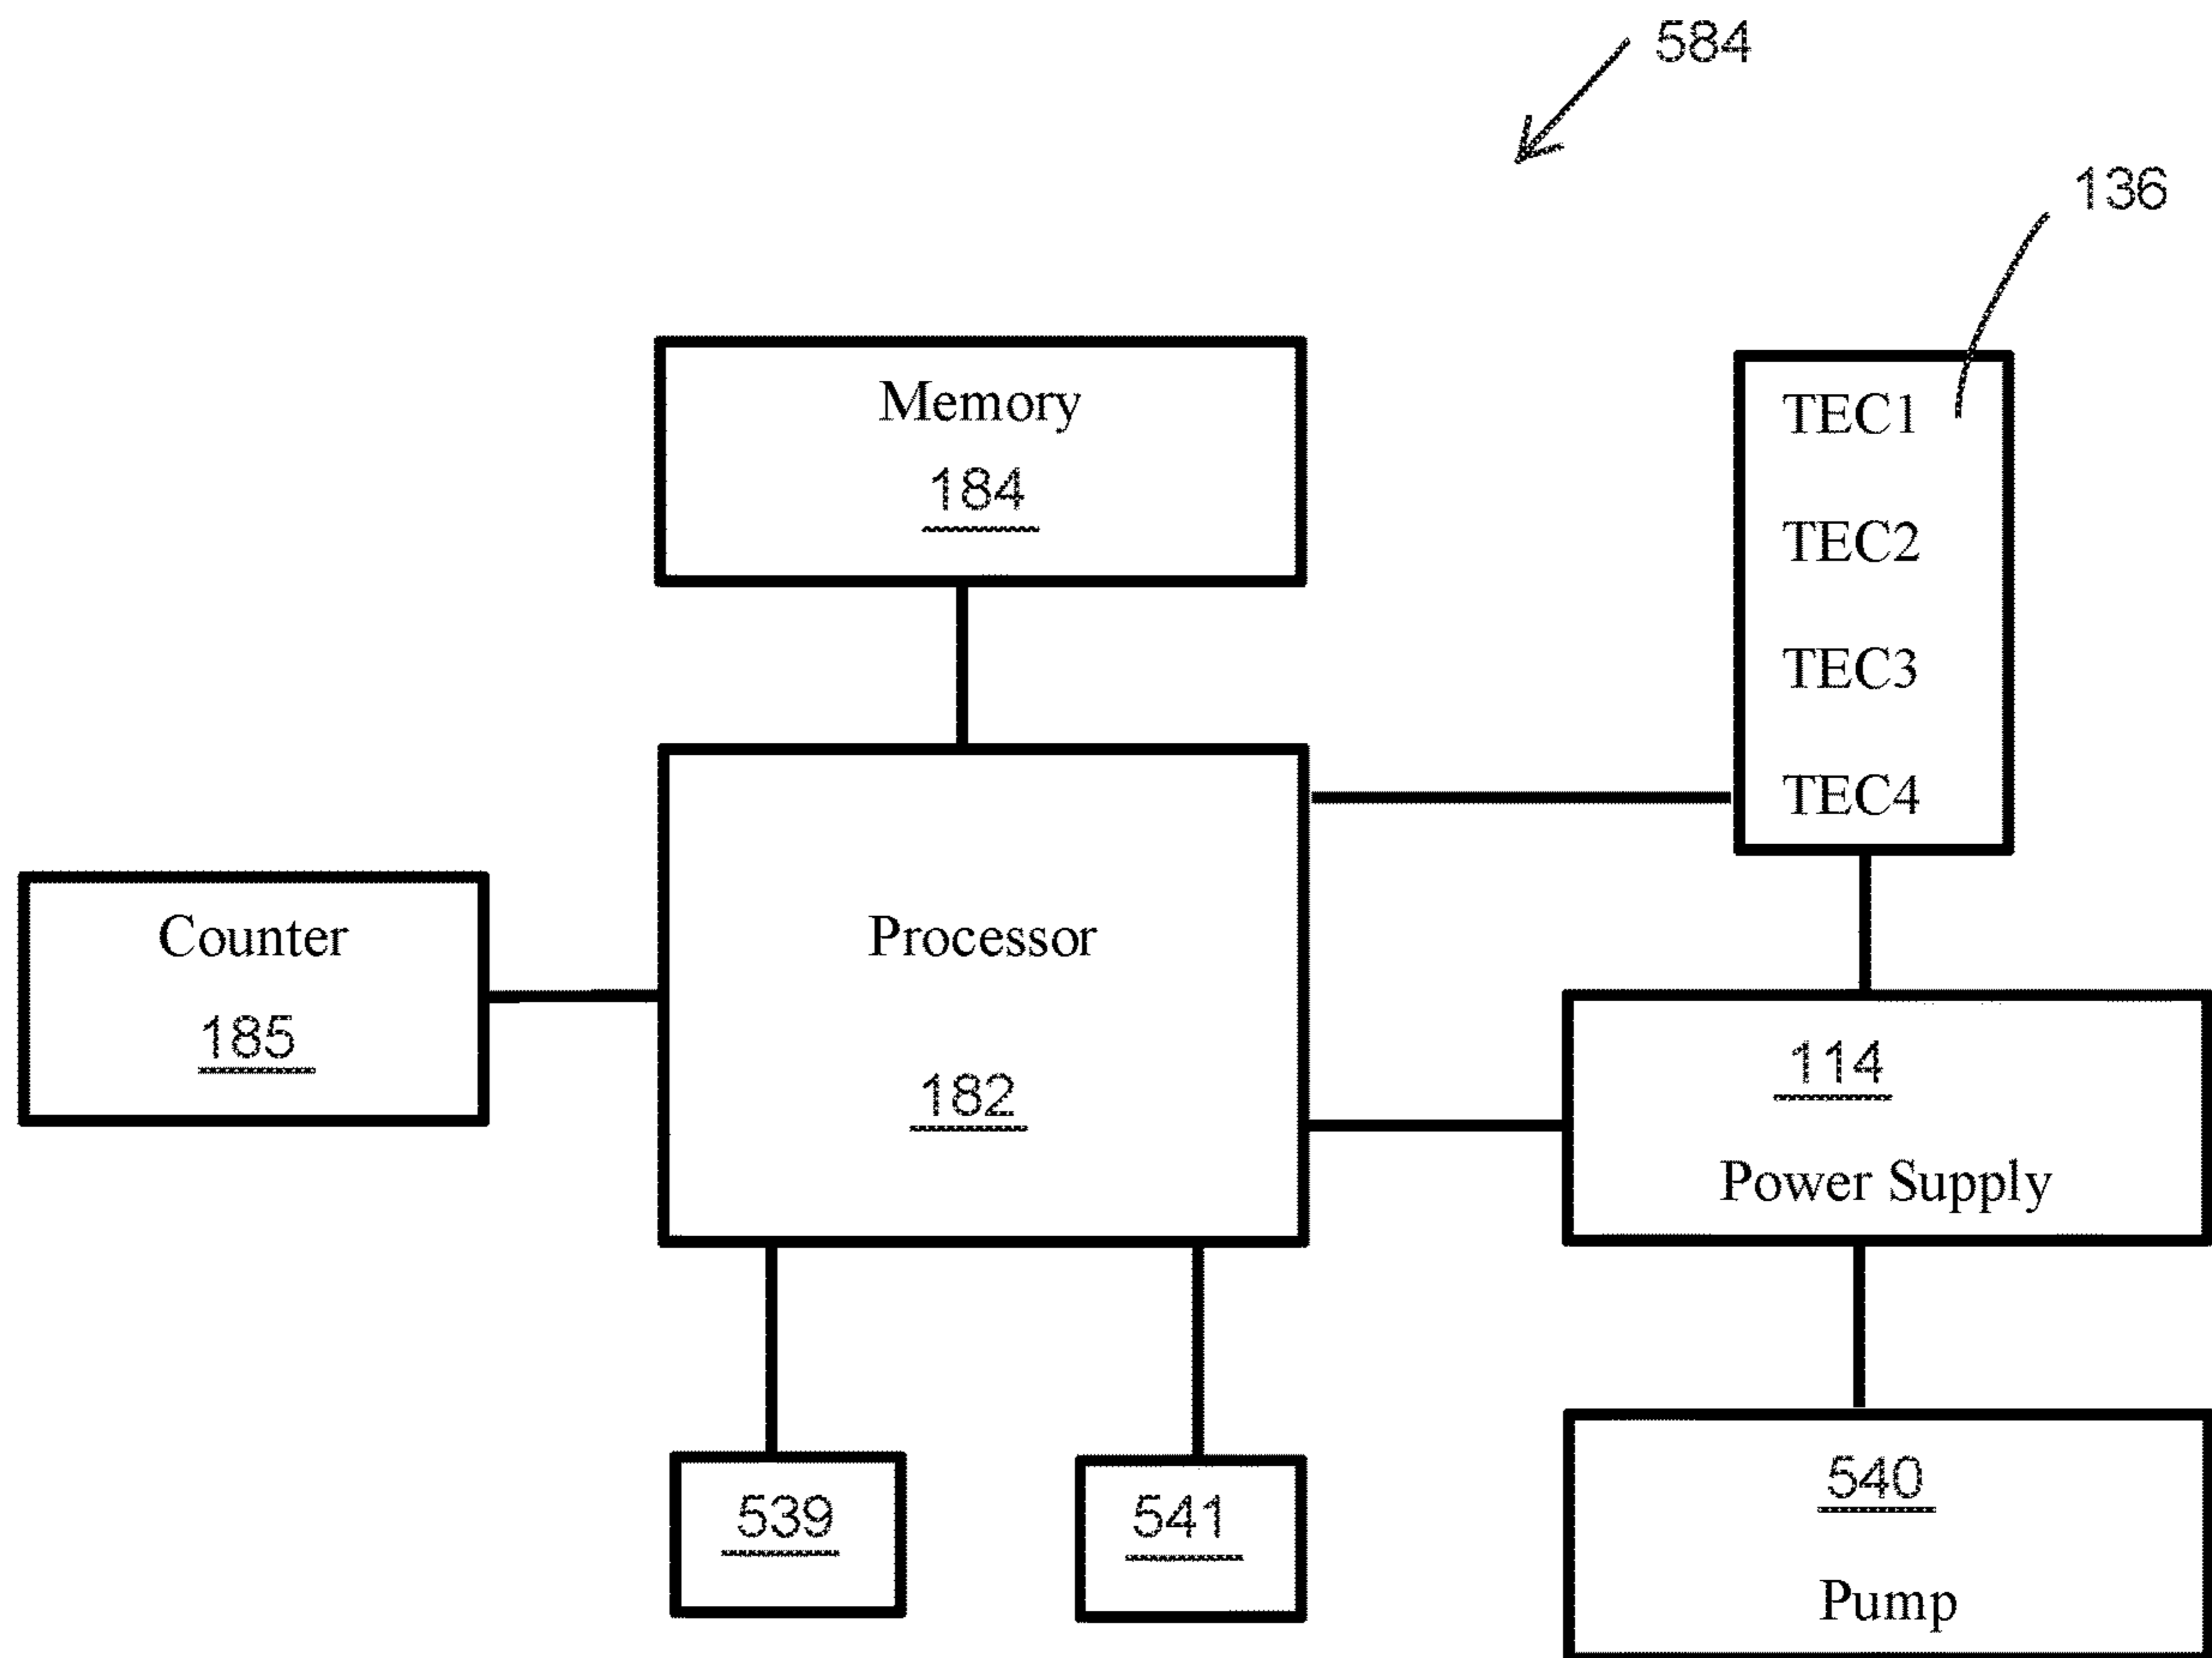 584
136
Memory
184
TEC1
TEC2
TEC3
TEC4
Counter
185
Processor
182
114
Power Supply
539
541
540
Pump